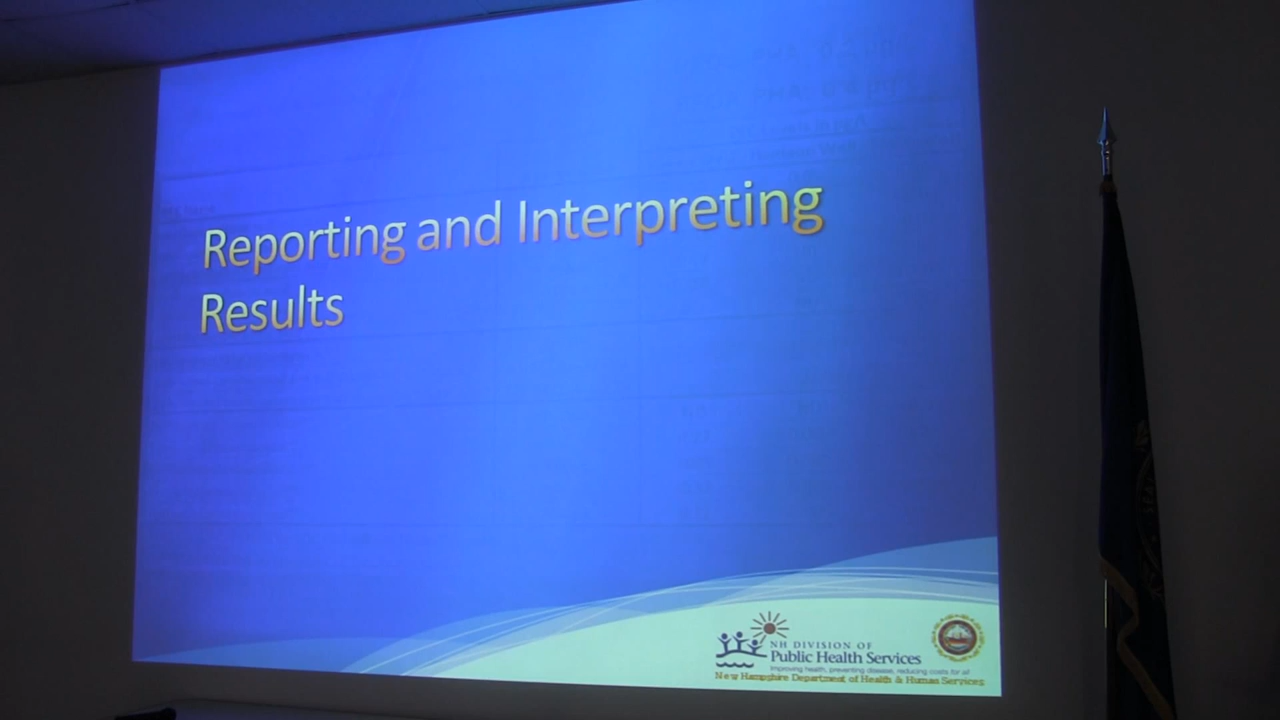 Reporting and Interpreting
Results
NH DIVISION OF
Public Health Services
Improving health, preventing disease, reducing costs for all
New Hampshire Department of Health & Human Services